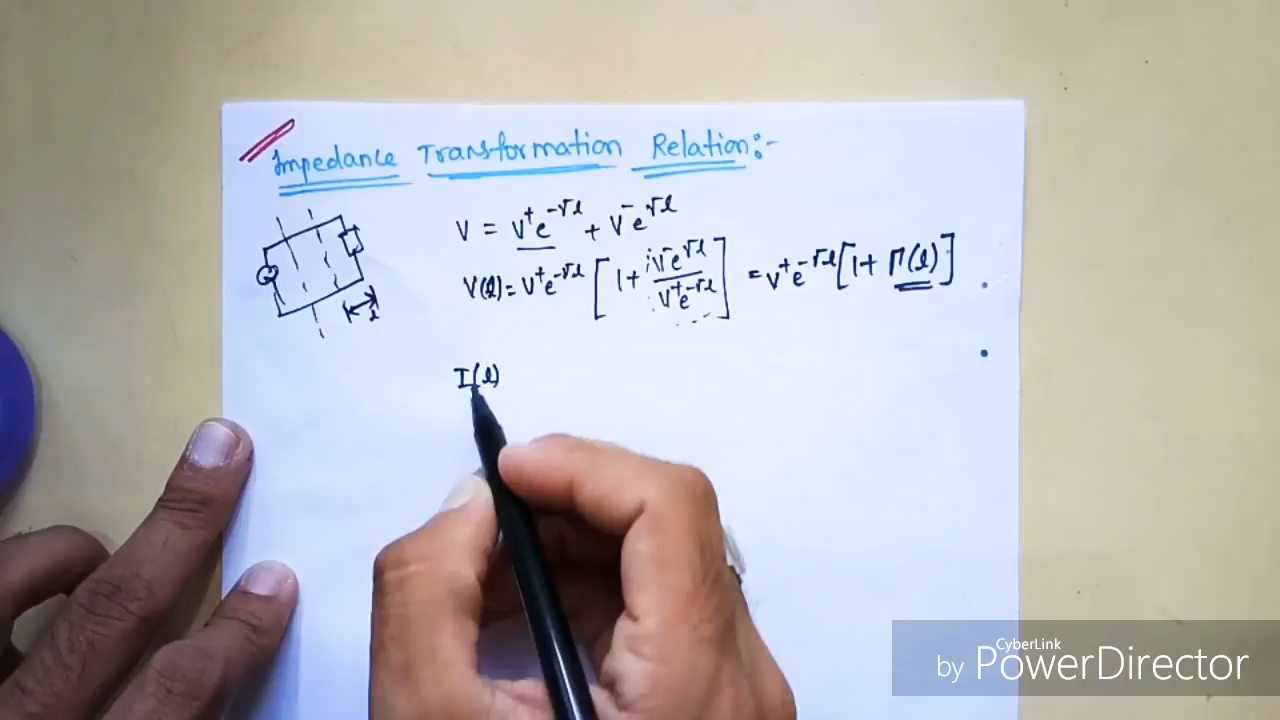 Impedance Transformation Relation:-
V = V⁺e^-γl + V⁻e^γl
V(l) = V⁺e^-γl [1 + V⁻e^γl / V⁺e^-γl] = V⁺e^-γl [1 + Γ(l)]
l
I(l)
CyberLink
by PowerDirector